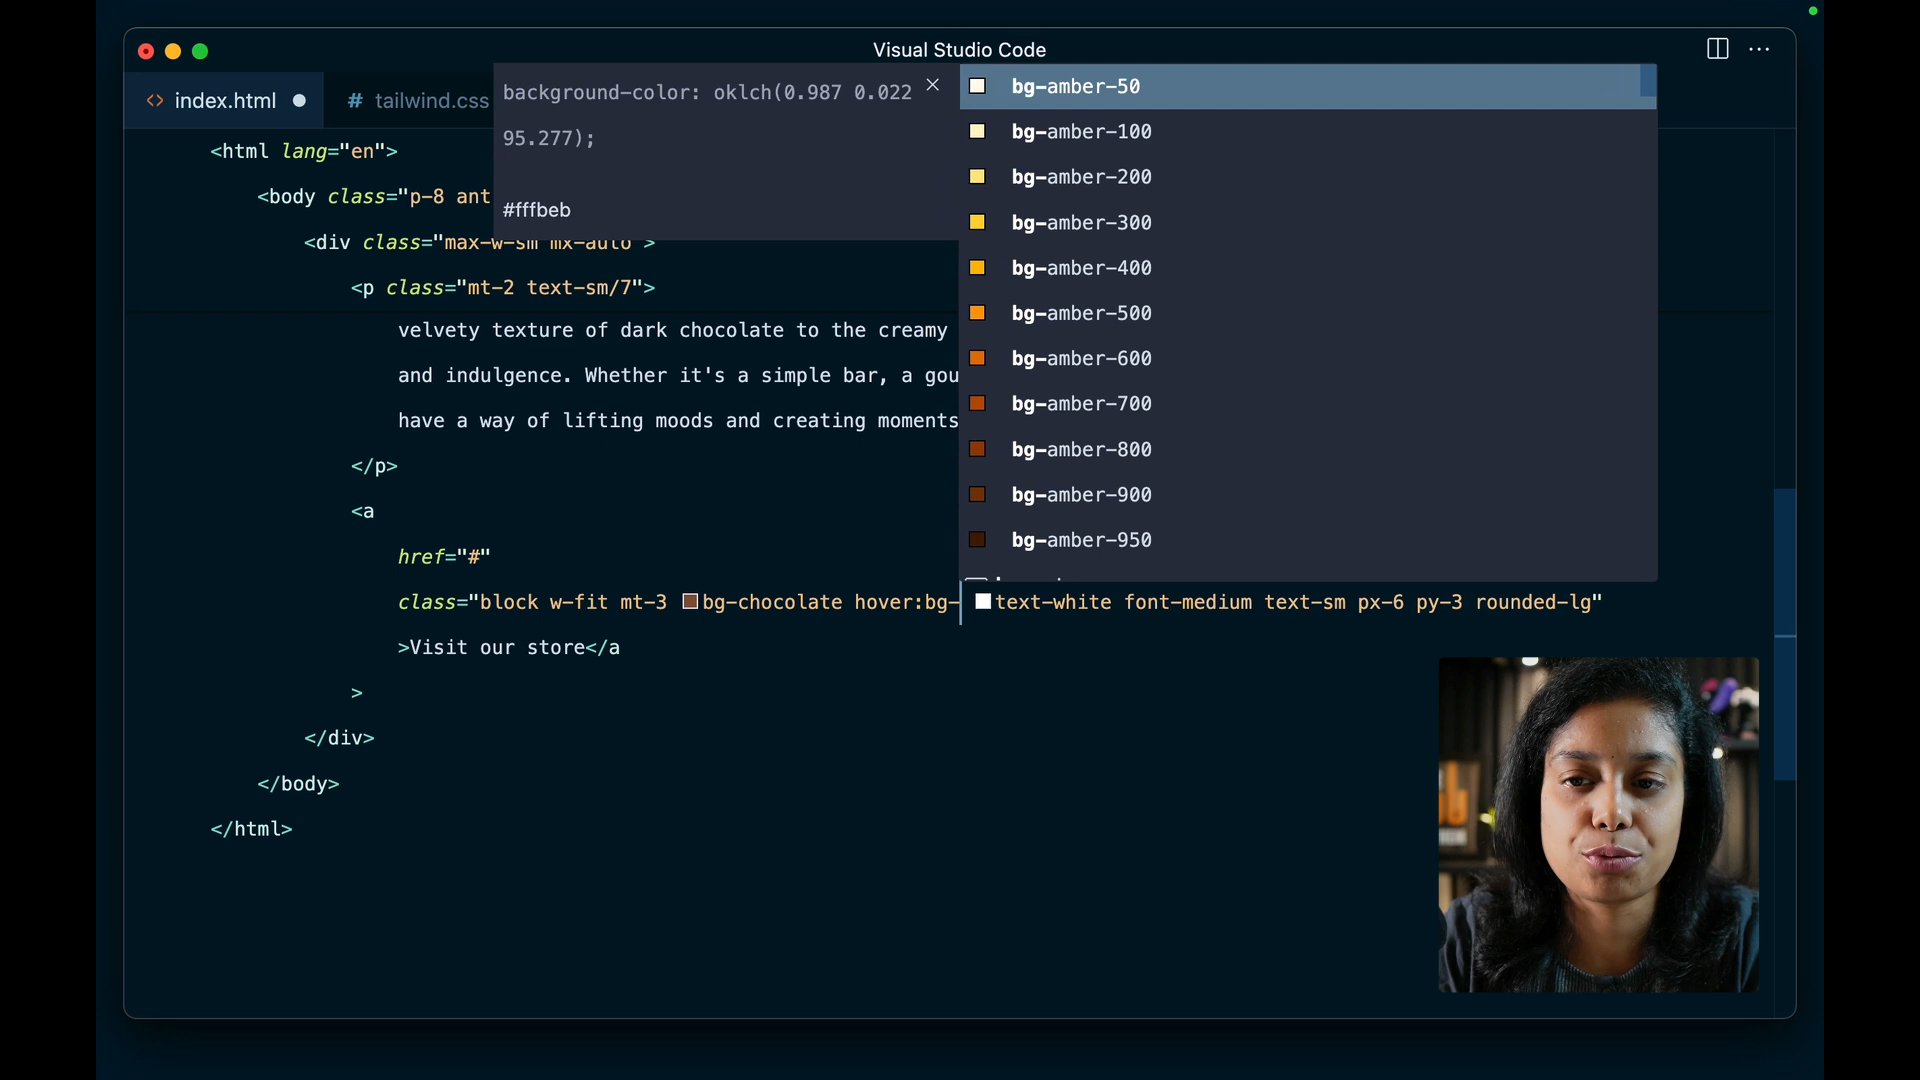 Visual Studio Code
index.html
# tailwind.css
background-color: oklch(0.987 0.022
95.277);
#fffbeb
bg-amber-50
bg-amber-100
bg-amber-200
bg-amber-300
bg-amber-400
bg-amber-500
bg-amber-600
bg-amber-700
bg-amber-800
bg-amber-900
bg-amber-950
<html lang="en">
<body class="p-8 ant
<div class="max-w-sm mx-auto">
<p class="mt-2 text-sm/7">
velvety texture of dark chocolate to the creamy
and indulgence. Whether it's a simple bar, a gou
have a way of lifting moods and creating moments
</p>
<a
href="#"
class="block w-fit mt-3 bg-chocolate hover:bg- text-white font-medium text-sm px-6 py-3 rounded-lg"
>Visit our store</a
>
</div>
</body>
</html>